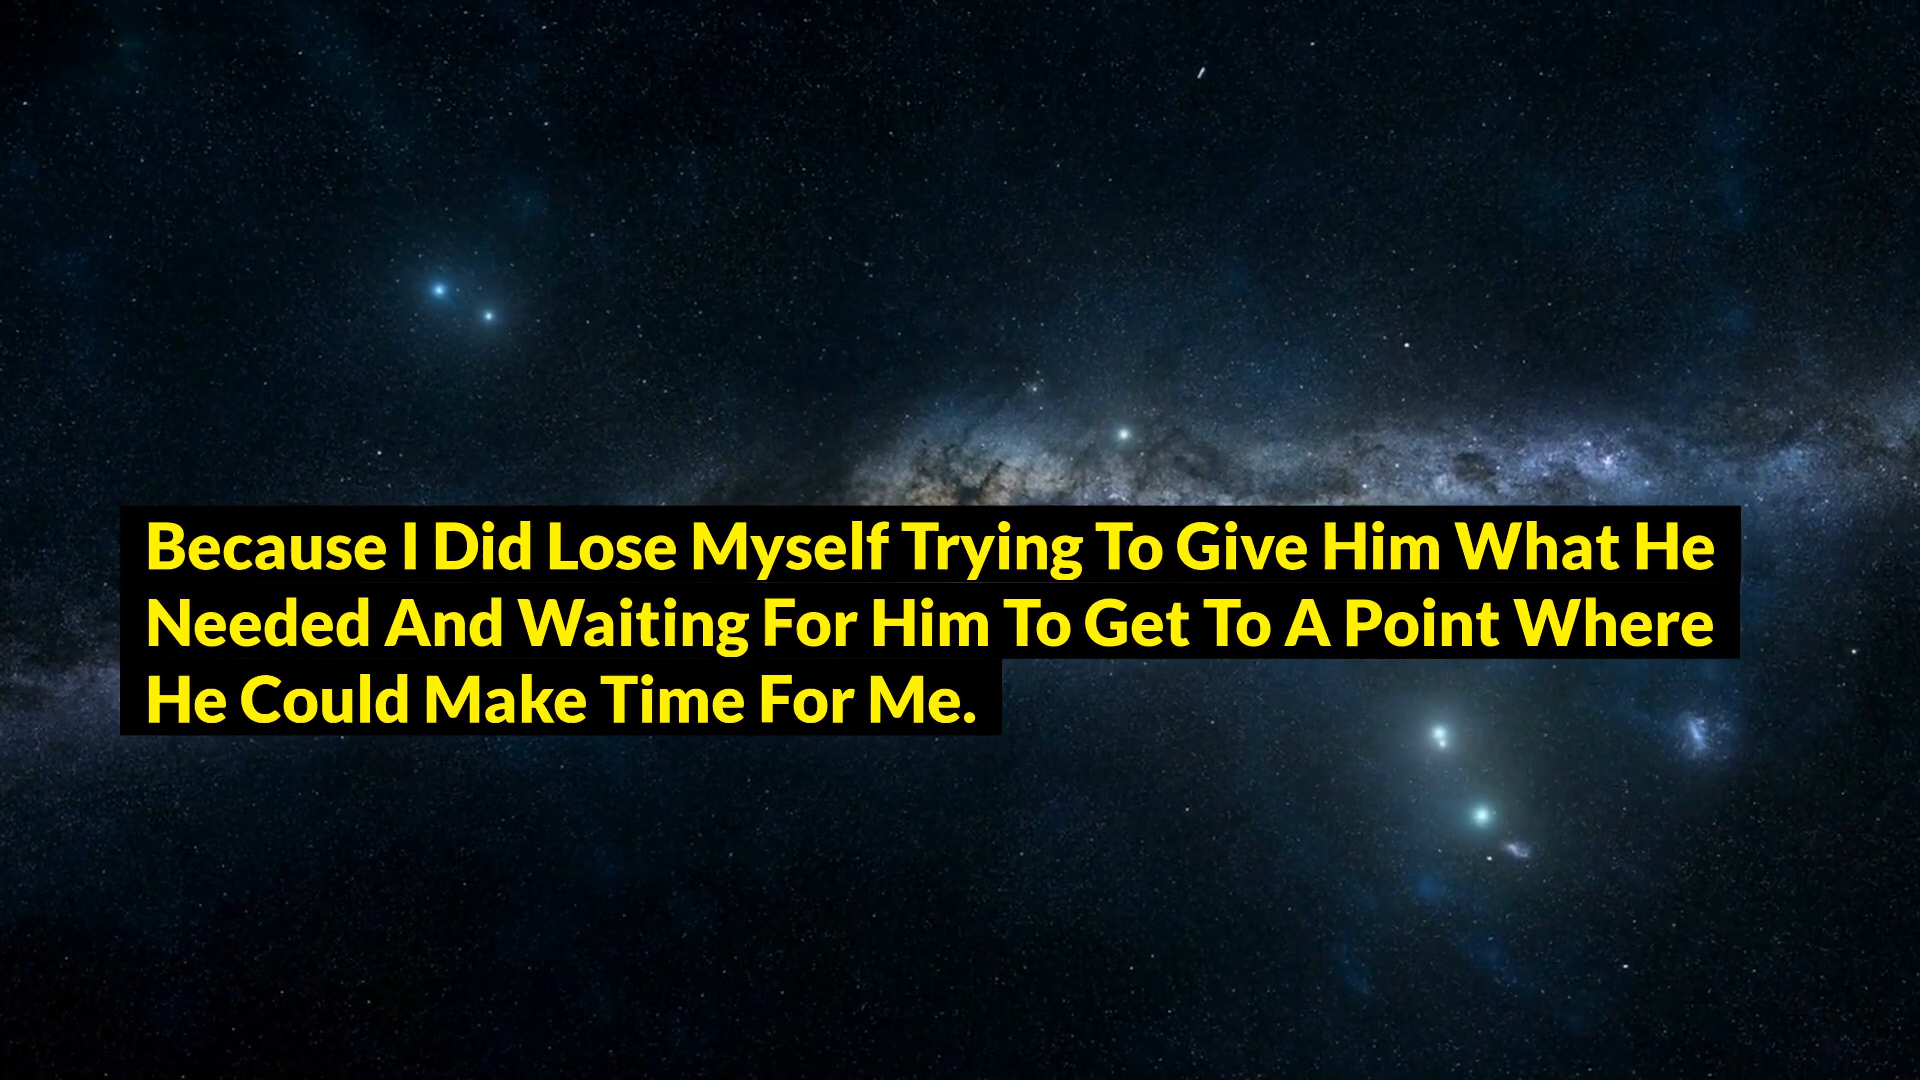 Because I Did Lose Myself Trying To Give Him What He
Needed And Waiting For Him To Get To A Point Where
He Could Make Time For Me.